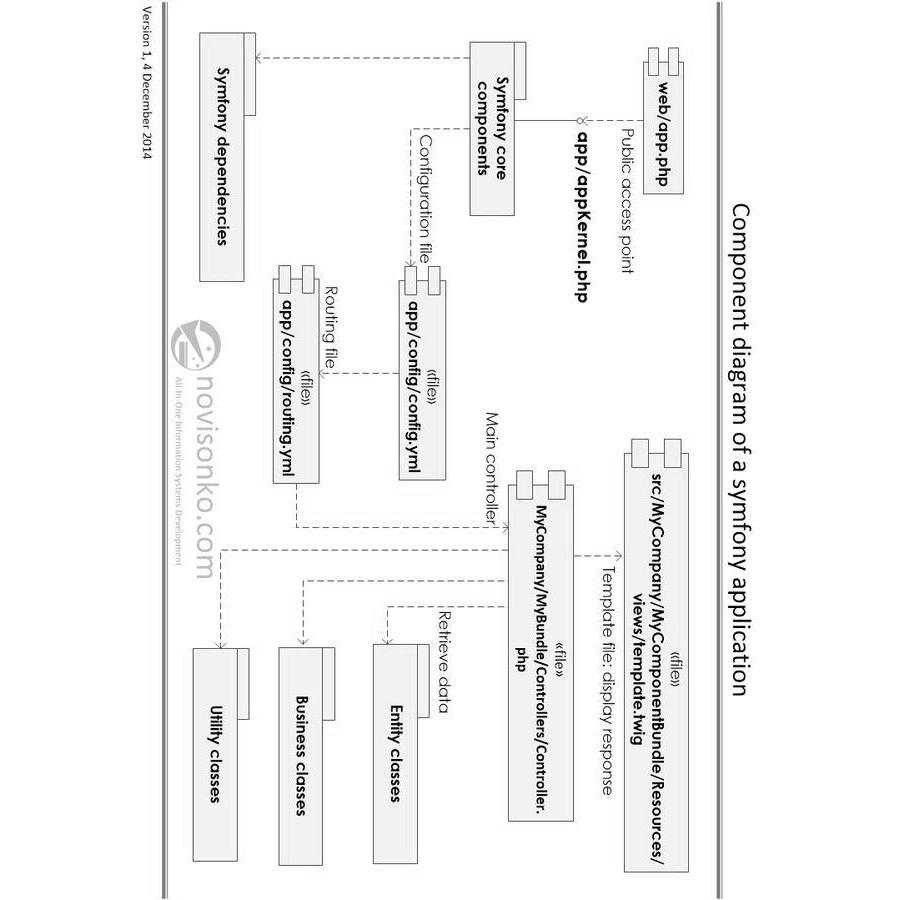 Component diagram of a symfony application
web/app.php
Public access point
app/appKernel.php
Symfony core
components
Configuration file
Symfony dependencies
«file»
app/config/config.yml
Routing file
«file»
app/config/routing.yml
«file»
src/MyCompany/MyComponentBundle/Resources/
views/template.twig
Template file: display response
Main controller
«file»
MyCompany/MyBundle/Controllers/Controller.
php
Retrieve data
Entity classes
Business classes
Utility classes
novisonko.com
All-In-One Information Systems Development
Version 1, 4 December 2014